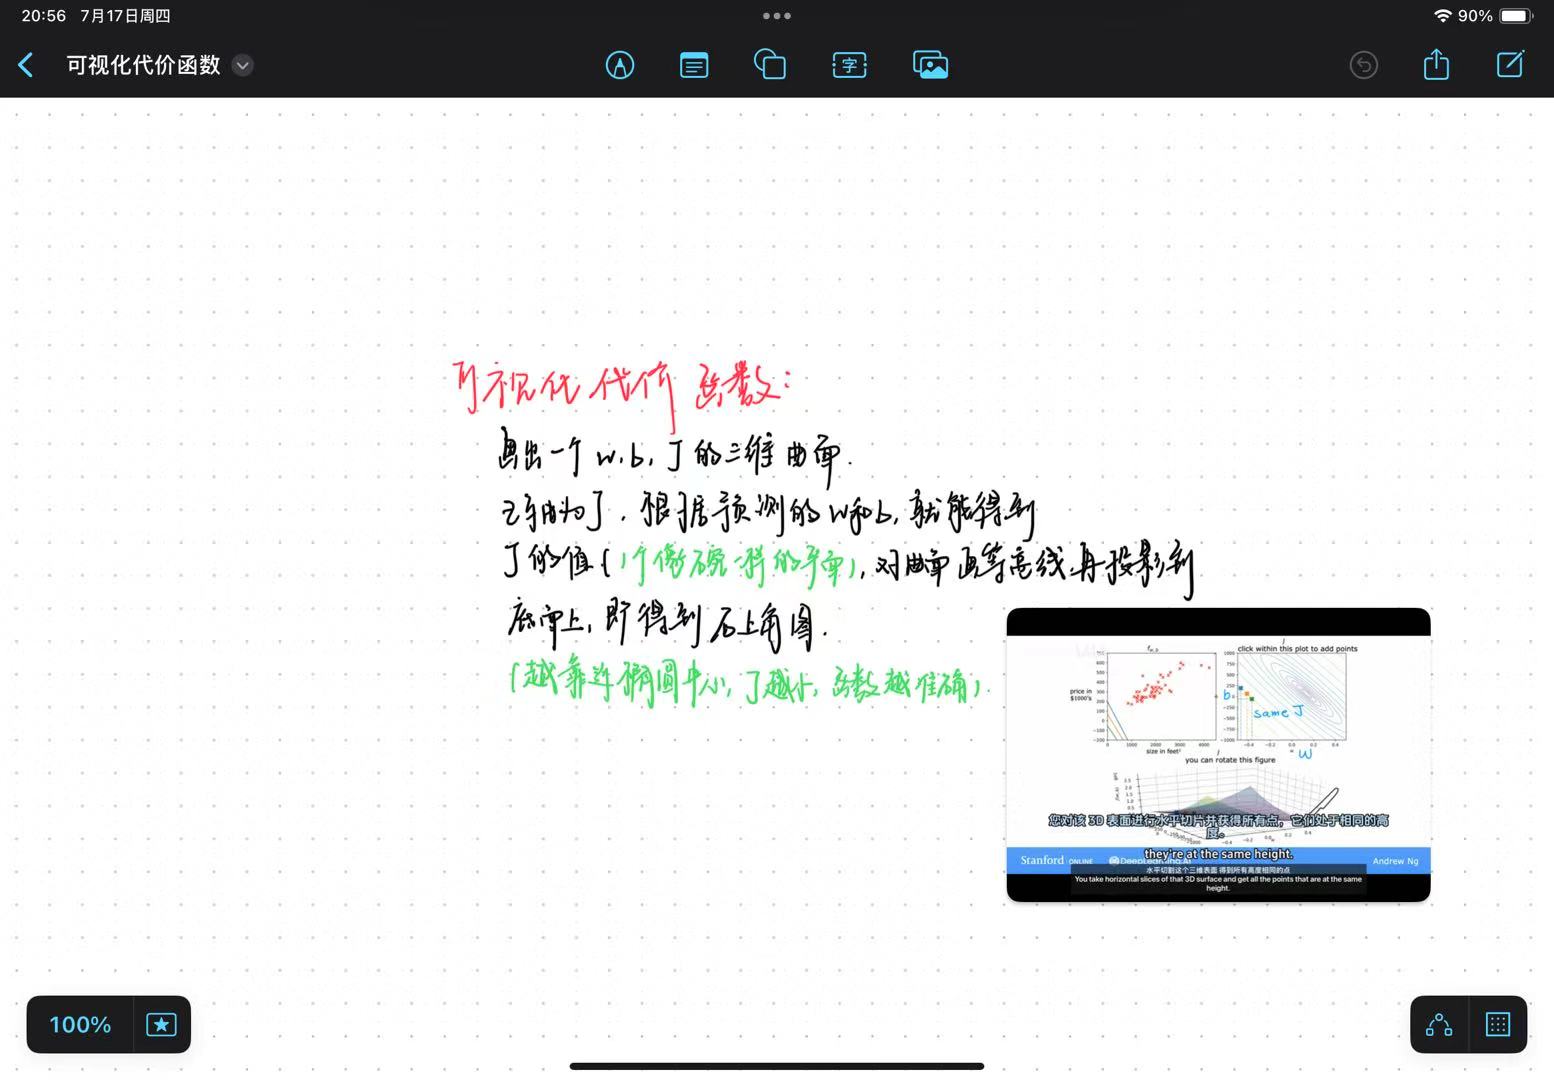 20:56 7月17日周四
90%
可视化代价函数
字
可视化代价函数:
画出一个 w, b, J 的三维曲面.
z轴为J, 根据预测的w和b, 就能得到
J的值(1个像碗一样的平面), 对曲面画等高线再投影到
底面上, 即得到右上角图.
(越靠近椭圆中心, J越小, 函数越准确).
click within this plot to add points
price in
$1000's
size in feet²
b
same J
w
you can rotate this figure
您对该 3D 表面进行水平切片并获得所有点，它们处于相同的高
度。
they're at the same height.
Stanford ONLINE DeepLearning.AI Andrew Ng
水平切割这个三维表面 得到所有高度相同的点
You take horizontal slices of that 3D surface and get all the points that are at the same
height.
100%